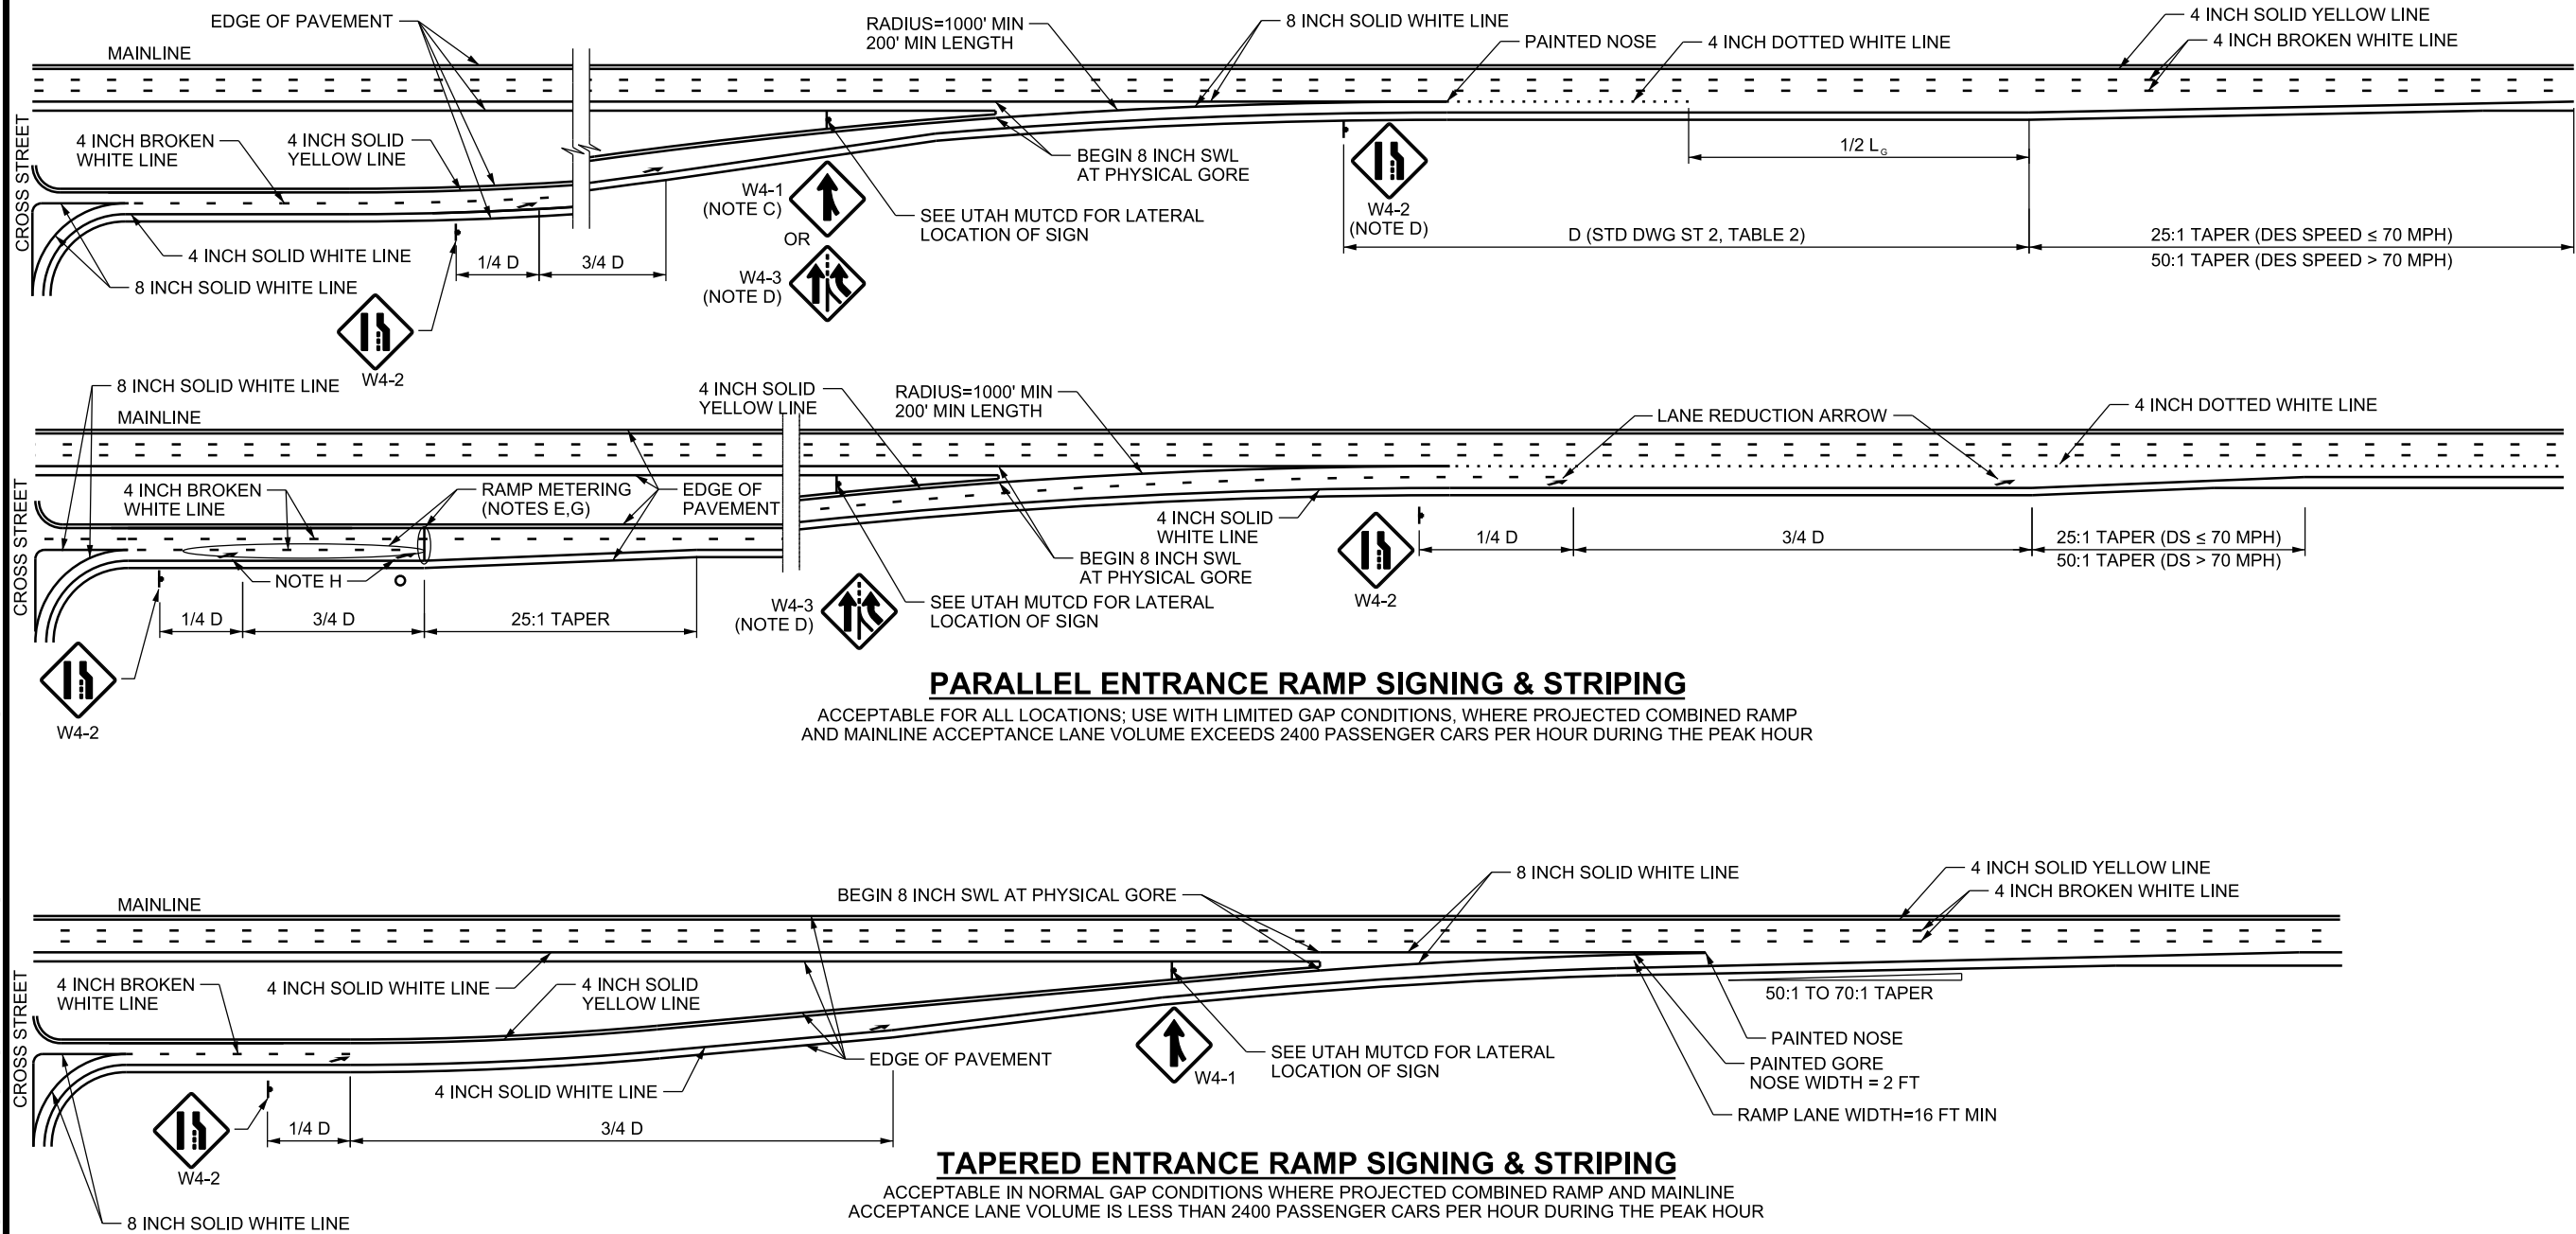 EDGE OF PAVEMENT
MAINLINE
RADIUS=1000' MIN
200' MIN LENGTH
8 INCH SOLID WHITE LINE
PAINTED NOSE
4 INCH DOTTED WHITE LINE
4 INCH SOLID YELLOW LINE
4 INCH BROKEN WHITE LINE
CROSS STREET
4 INCH BROKEN
WHITE LINE
4 INCH SOLID
YELLOW LINE
4 INCH SOLID WHITE LINE
8 INCH SOLID WHITE LINE
1/4 D
3/4 D
W4-2
W4-1
(NOTE C)
OR
W4-3
(NOTE D)
SEE UTAH MUTCD FOR LATERAL
LOCATION OF SIGN
BEGIN 8 INCH SWL
AT PHYSICAL GORE
W4-2
(NOTE D)
1/2 LG
D (STD DWG ST 2, TABLE 2)
25:1 TAPER (DES SPEED ≤ 70 MPH)
50:1 TAPER (DES SPEED > 70 MPH)
8 INCH SOLID WHITE LINE
MAINLINE
4 INCH SOLID
YELLOW LINE
RADIUS=1000' MIN
200' MIN LENGTH
LANE REDUCTION ARROW
4 INCH DOTTED WHITE LINE
CROSS STREET
4 INCH BROKEN
WHITE LINE
RAMP METERING
(NOTES E,G)
EDGE OF
PAVEMENT
NOTE H
1/4 D
3/4 D
25:1 TAPER
W4-2
W4-3
(NOTE D)
4 INCH SOLID
WHITE LINE
BEGIN 8 INCH SWL
AT PHYSICAL GORE
SEE UTAH MUTCD FOR LATERAL
LOCATION OF SIGN
W4-2
1/4 D
3/4 D
25:1 TAPER (DS ≤ 70 MPH)
50:1 TAPER (DS > 70 MPH)
PARALLEL ENTRANCE RAMP SIGNING & STRIPING
ACCEPTABLE FOR ALL LOCATIONS; USE WITH LIMITED GAP CONDITIONS, WHERE PROJECTED COMBINED RAMP
AND MAINLINE ACCEPTANCE LANE VOLUME EXCEEDS 2400 PASSENGER CARS PER HOUR DURING THE PEAK HOUR
MAINLINE
BEGIN 8 INCH SWL AT PHYSICAL GORE
8 INCH SOLID WHITE LINE
4 INCH SOLID YELLOW LINE
4 INCH BROKEN WHITE LINE
CROSS STREET
4 INCH BROKEN
WHITE LINE
4 INCH SOLID WHITE LINE
4 INCH SOLID
YELLOW LINE
EDGE OF PAVEMENT
4 INCH SOLID WHITE LINE
1/4 D
3/4 D
W4-2
8 INCH SOLID WHITE LINE
W4-1
SEE UTAH MUTCD FOR LATERAL
LOCATION OF SIGN
50:1 TO 70:1 TAPER
PAINTED NOSE
PAINTED GORE
NOSE WIDTH = 2 FT
RAMP LANE WIDTH=16 FT MIN
TAPERED ENTRANCE RAMP SIGNING & STRIPING
ACCEPTABLE IN NORMAL GAP CONDITIONS WHERE PROJECTED COMBINED RAMP AND MAINLINE
ACCEPTANCE LANE VOLUME IS LESS THAN 2400 PASSENGER CARS PER HOUR DURING THE PEAK HOUR